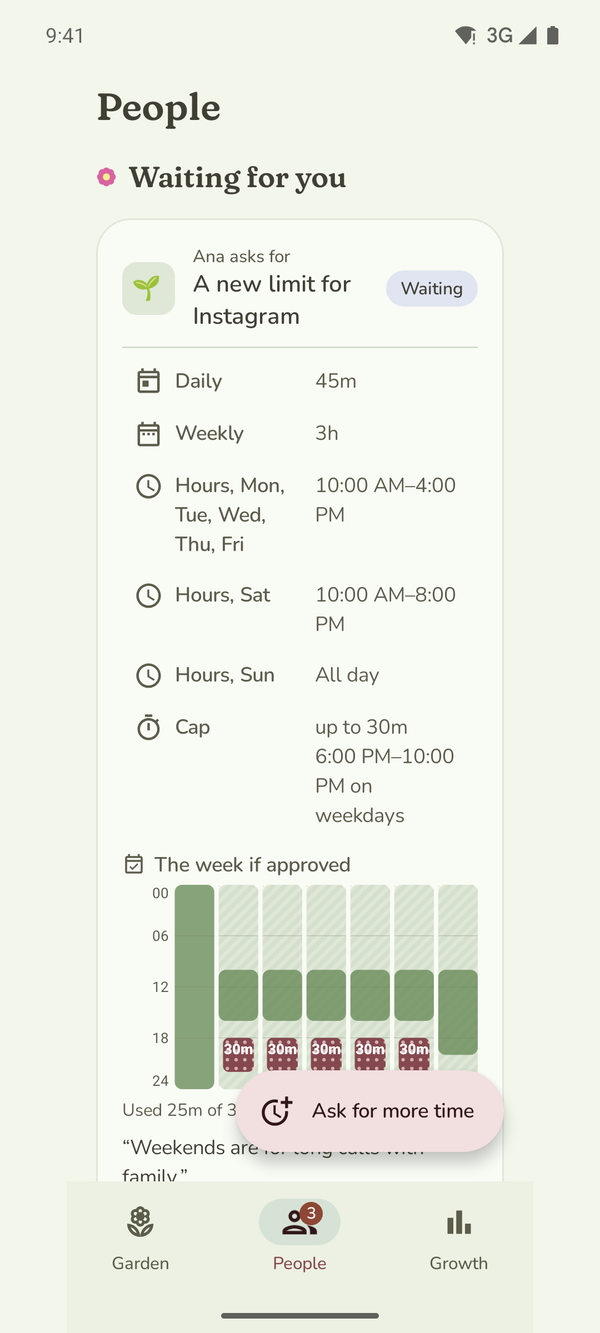 9:41
3G
People
Waiting for you
Ana asks for
A new limit for
Instagram
Waiting
Daily
45m
Weekly
3h
Hours, Mon,
Tue, Wed,
Thu, Fri
10:00 AM–4:00
PM
Hours, Sat
10:00 AM–8:00
PM
Hours, Sun
All day
Cap
up to 30m
6:00 PM–10:00
PM on
weekdays
The week if approved
00
06
12
18
24
30m
30m
30m
30m
30m
Used 25m of 3
Ask for more time
“Weekends are for long calls with
family.”
3
Garden
People
Growth